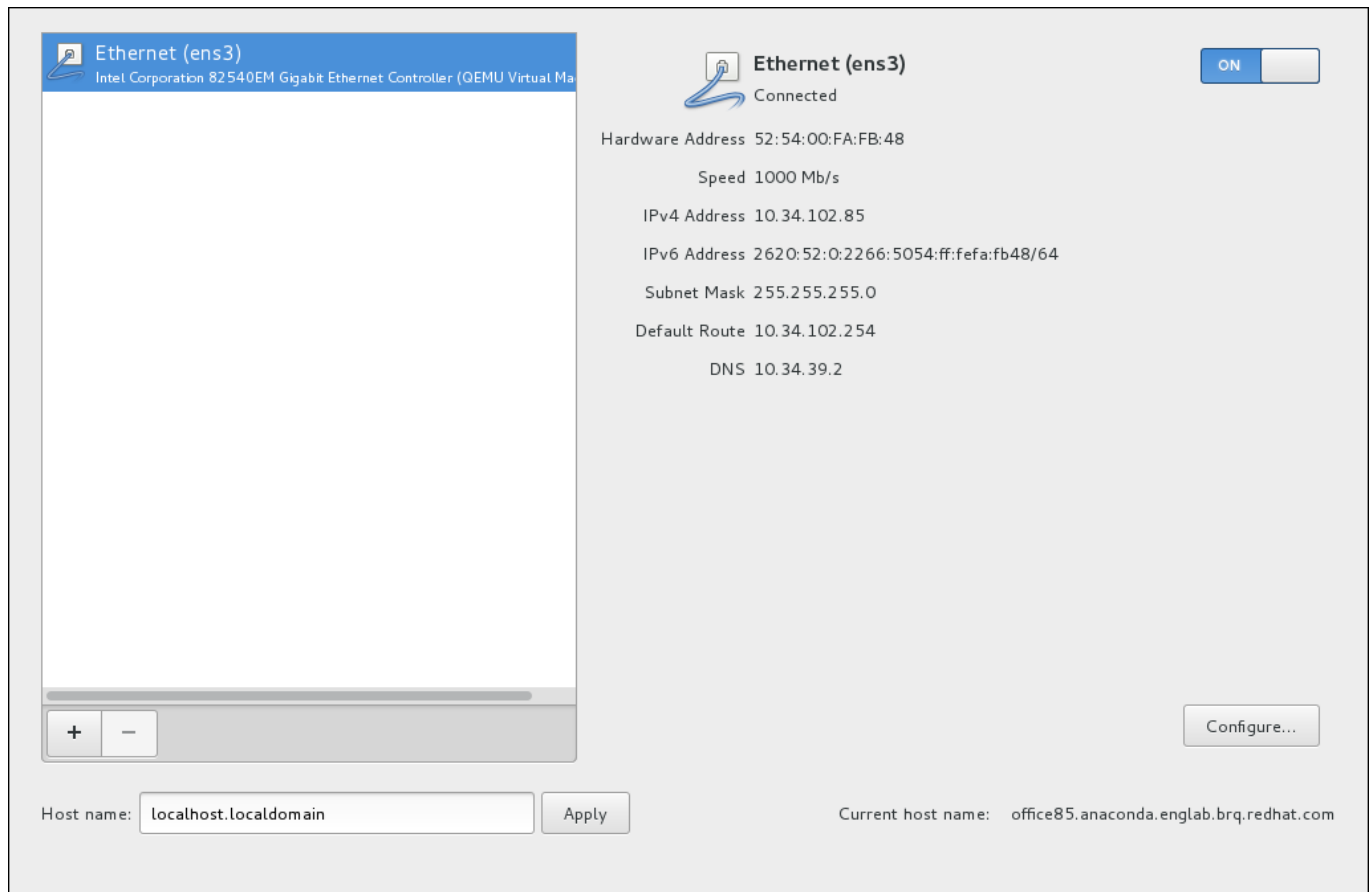 Ethernet (ens3)
Intel Corporation 82540EM Gigabit Ethernet Controller (QEMU Virtual Ma
Ethernet (ens3)
Connected
ON
Hardware Address 52:54:00:FA:FB:48
Speed 1000 Mb/s
IPv4 Address 10.34.102.85
IPv6 Address 2620:52:0:2266:5054:ff:fefa:fb48/64
Subnet Mask 255.255.255.0
Default Route 10.34.102.254
DNS 10.34.39.2
+ −
Configure...
Host name: localhost.localdomain Apply Current host name: office85.anaconda.englab.brq.redhat.com